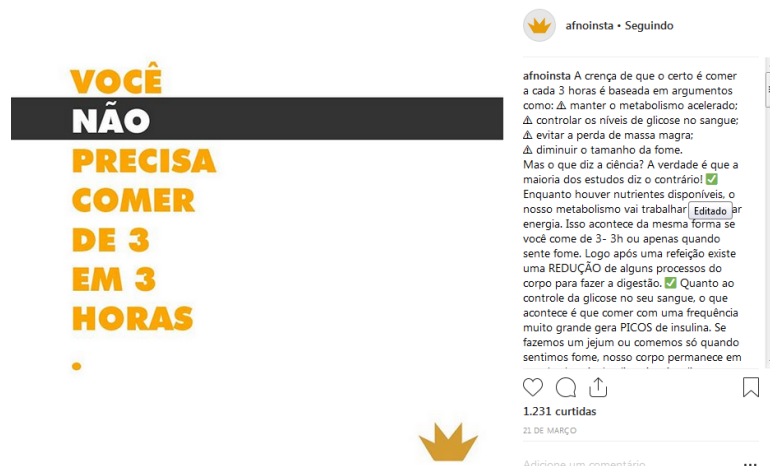 VOCÊ
NÃO
PRECISA
COMER
DE 3
EM 3
HORAS
.
afnoinsta • Seguindo
afnoinsta A crença de que o certo é comer
a cada 3 horas é baseada em argumentos
como: ⚠ manter o metabolismo acelerado;
⚠ controlar os níveis de glicose no sangue;
⚠ evitar a perda de massa magra;
⚠ diminuir o tamanho da fome.
Mas o que diz a ciência? A verdade é que a
maioria dos estudos diz o contrário! ✅
Enquanto houver nutrientes disponíveis, o
nosso metabolismo vai trabalhar
Editado
energia. Isso acontece da mesma forma se
você come de 3- 3h ou apenas quando
sente fome. Logo após uma refeição existe
uma REDUÇÃO de alguns processos do
corpo para fazer a digestão. ✅ Quanto ao
controle da glicose no seu sangue, o que
acontece é que comer com uma frequência
muito grande gera PICOS de insulina. Se
fazemos um jejum ou comemos só quando
sentimos fome, nosso corpo permanece em
1.231 curtidas
21 DE MARÇO
Adicione um comentário